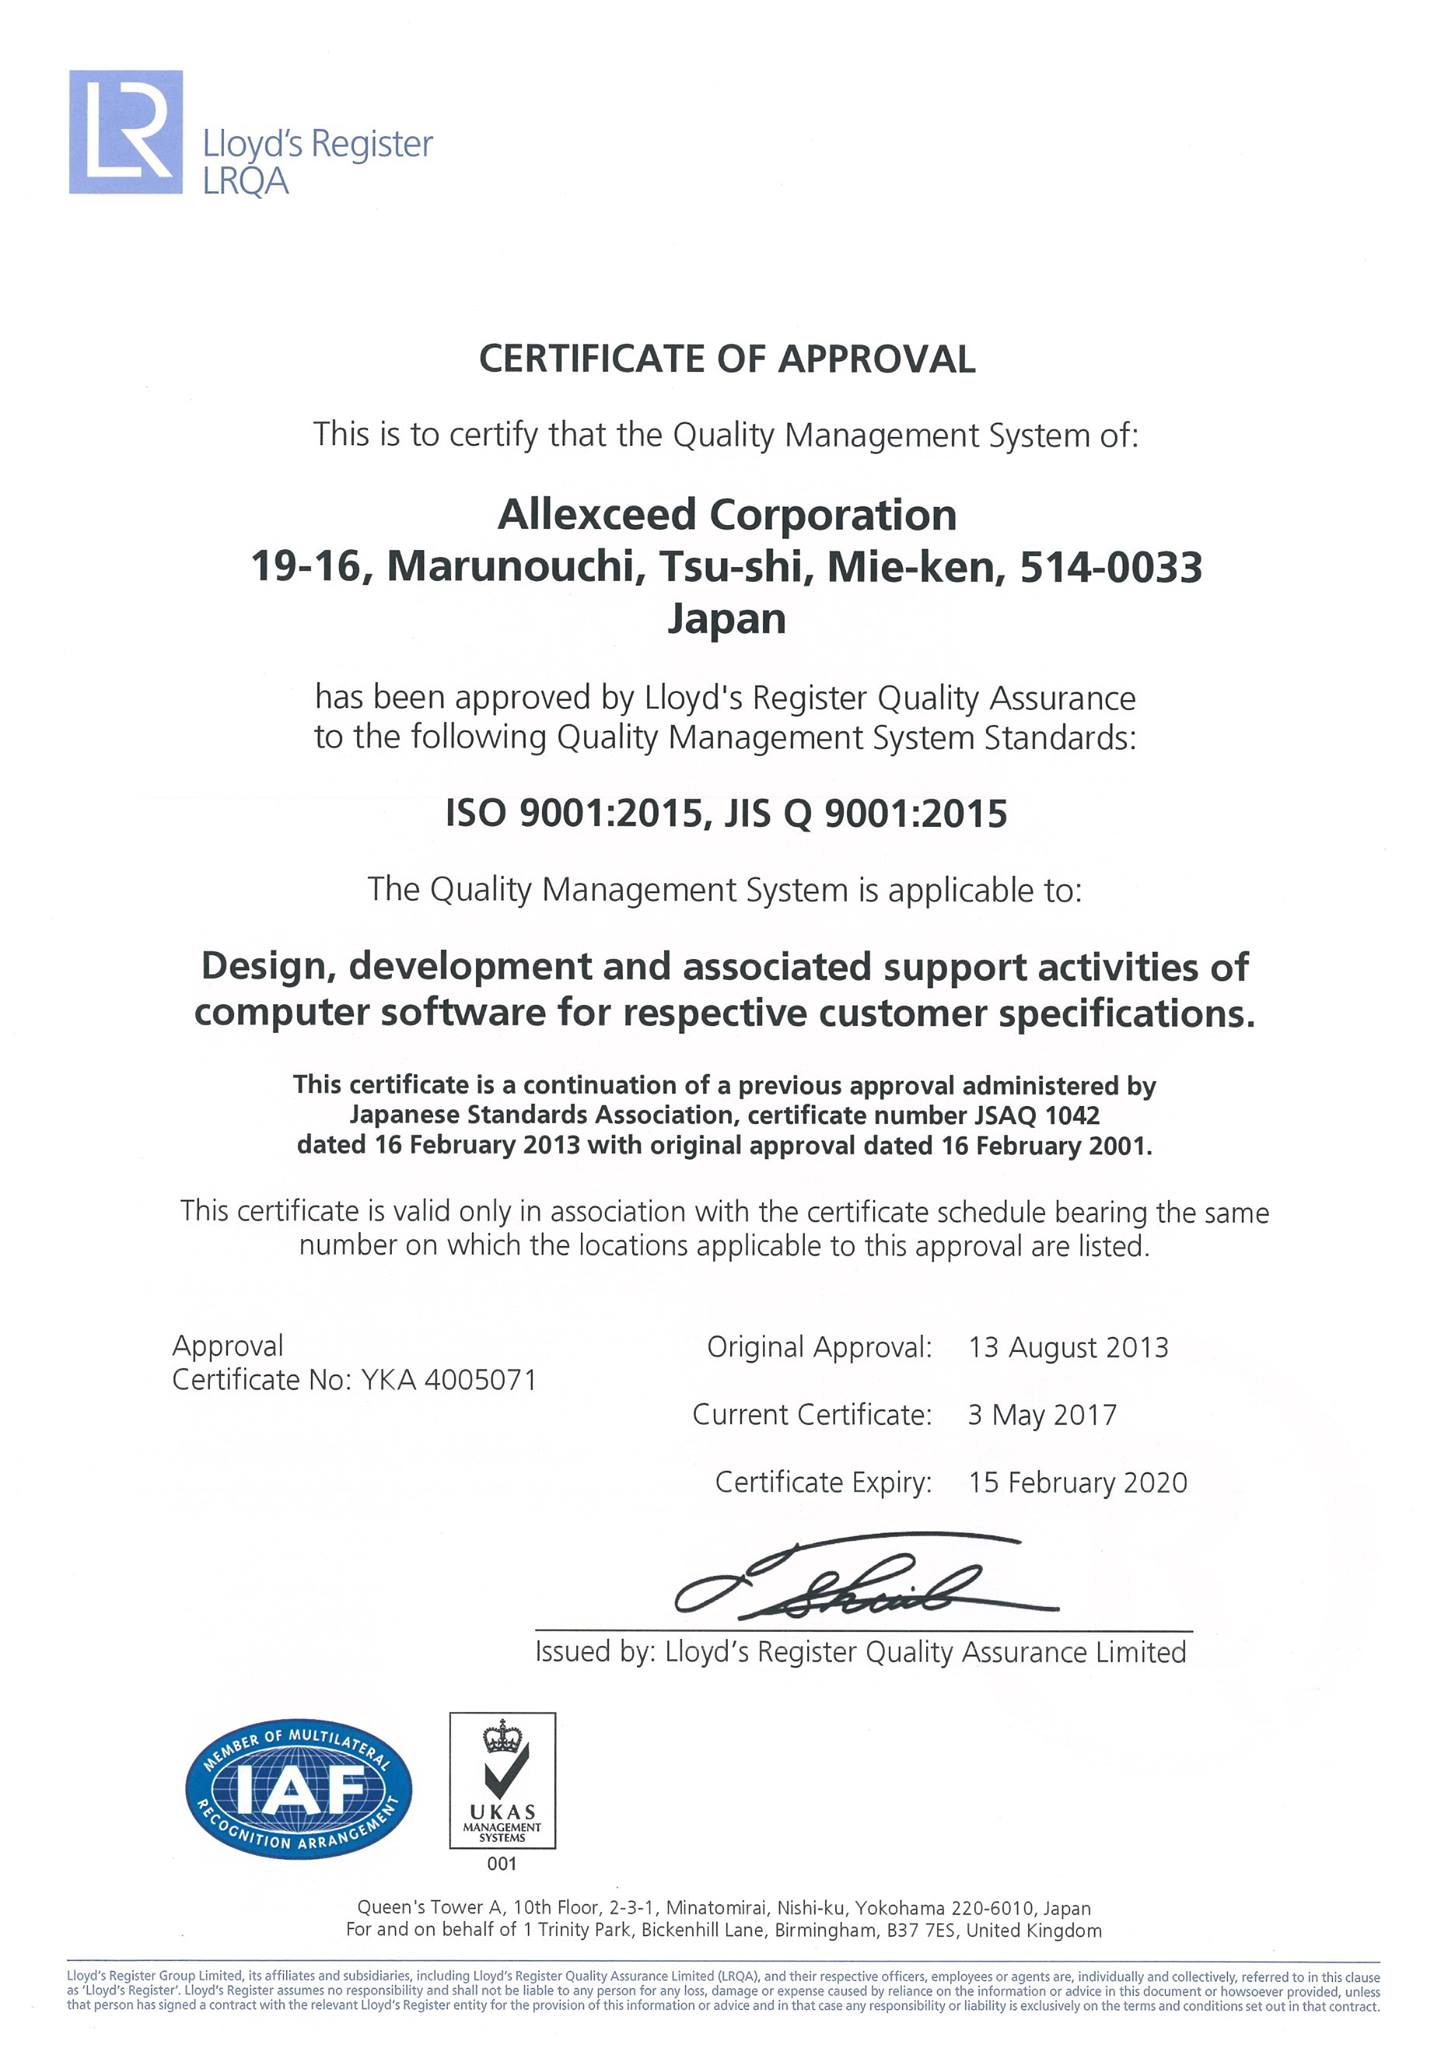 LR
Lloyd's Register
LRQA
CERTIFICATE OF APPROVAL
This is to certify that the Quality Management System of:
Allexceed Corporation
19-16, Marunouchi, Tsu-shi, Mie-ken, 514-0033
Japan
has been approved by Lloyd's Register Quality Assurance
to the following Quality Management System Standards:
ISO 9001:2015, JIS Q 9001:2015
The Quality Management System is applicable to:
Design, development and associated support activities of
computer software for respective customer specifications.
This certificate is a continuation of a previous approval administered by
Japanese Standards Association, certificate number JSAQ 1042
dated 16 February 2013 with original approval dated 16 February 2001.
This certificate is valid only in association with the certificate schedule bearing the same
number on which the locations applicable to this approval are listed.
Approval
Certificate No: YKA 4005071
Original Approval: 13 August 2013
Current Certificate: 3 May 2017
Certificate Expiry: 15 February 2020
Issued by: Lloyd's Register Quality Assurance Limited
MEMBER OF MULTILATERAL
IAF
RECOGNITION ARRANGEMENT
UKAS
MANAGEMENT
SYSTEMS
001
Queen's Tower A, 10th Floor, 2-3-1, Minatomirai, Nishi-ku, Yokohama 220-6010, Japan
For and on behalf of 1 Trinity Park, Bickenhill Lane, Birmingham, B37 7ES, United Kingdom
Lloyd's Register Group Limited, its affiliates and subsidiaries, including Lloyd's Register Quality Assurance Limited (LRQA), and their respective officers, employees or agents are, individually and collectively, referred to in this clause
as 'Lloyd's Register'. Lloyd's Register assumes no responsibility and shall not be liable to any person for any loss, damage or expense caused by reliance on the information or advice in this document or howsoever provided, unless
that person has signed a contract with the relevant Lloyd's Register entity for the provision of this information or advice and in that case any responsibility or liability is exclusively on the terms and conditions set out in that contract.